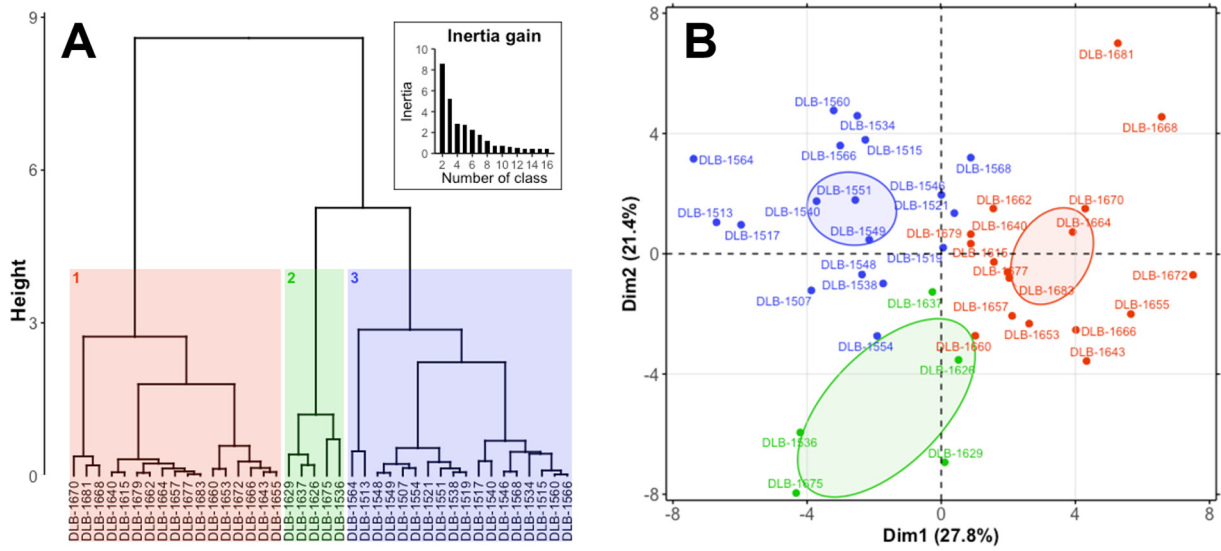 A
Inertia gain
Inertia
10
8
6
4
2
0
2 4 6 8 10 12 14 16
Number of class
Height
9
6
3
0
1
2
3
DLB-1670
DLB-1681
DLB-1668
DLB-1640
DLB-1615
DLB-1679
DLB-1662
DLB-1664
DLB-1657
DLB-1677
DLB-1683
DLB-1660
DLB-1653
DLB-1672
DLB-1666
DLB-1643
DLB-1655
DLB-1629
DLB-1637
DLB-1626
DLB-1675
DLB-1536
DLB-1564
DLB-1513
DLB-1548
DLB-1549
DLB-1507
DLB-1554
DLB-1521
DLB-1551
DLB-1538
DLB-1519
DLB-1517
DLB-1540
DLB-1546
DLB-1568
DLB-1534
DLB-1515
DLB-1560
DLB-1566
B
Dim2 (21.4%)
8
4
0
-4
-8
DLB-1681
DLB-1560
DLB-1534
DLB-1668
DLB-1515
DLB-1566
DLB-1564
DLB-1568
DLB-1551
DLB-1546
DLB-1662
DLB-1670
DLB-1521
DLB-1513
DLB-1540
DLB-1664
DLB-1517
DLB-1549
DLB-1679
DLB-1640
DLB-1519
DLB-1615
DLB-1548
DLB-1677
DLB-1672
DLB-1538
DLB-1683
DLB-1507
DLB-1637
DLB-1657
DLB-1655
DLB-1653
DLB-1666
DLB-1554
DLB-1660
DLB-1643
DLB-1626
DLB-1536
DLB-1629
DLB-1675
-8 -4 0 4 8
Dim1 (27.8%)